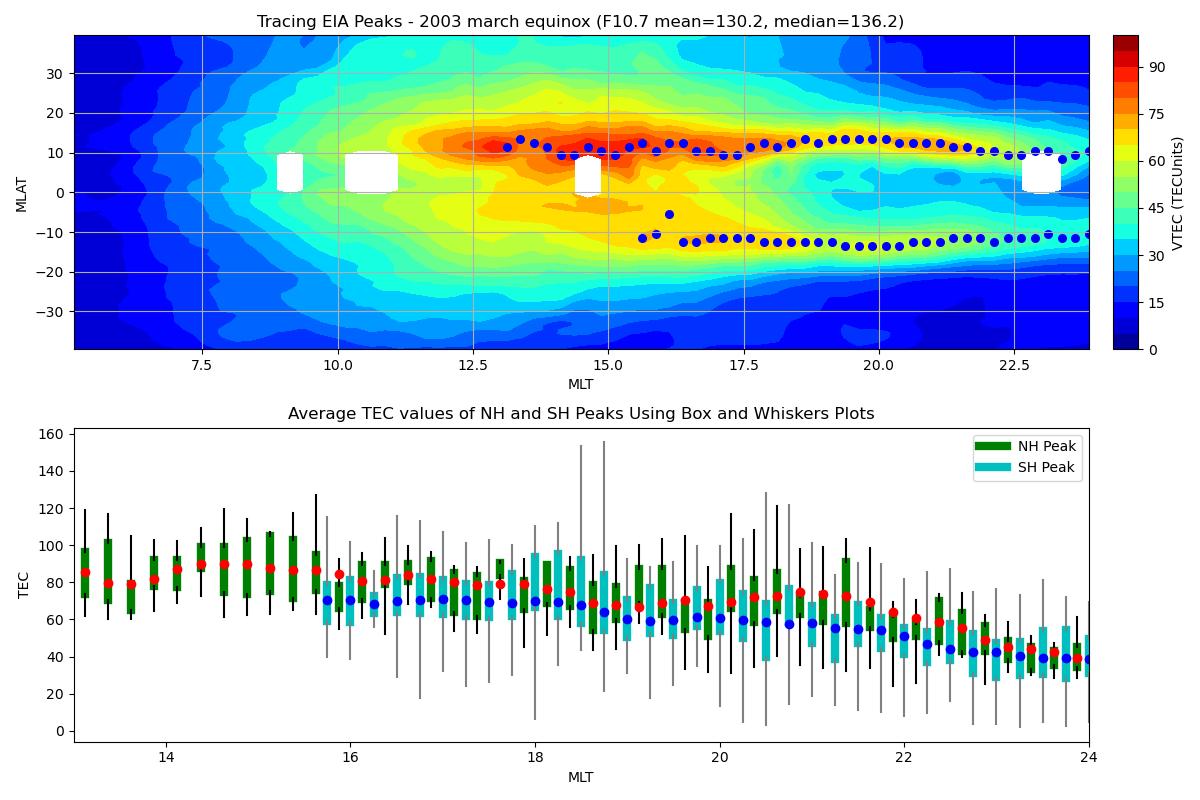 Tracing EIA Peaks - 2003 march equinox (F10.7 mean=130.2, median=136.2)
MLAT
30
20
10
0
−10
−20
−30
7.5 10.0 12.5 15.0 17.5 20.0 22.5
MLT
90
75
60
45
30
15
0
VTEC (TECUnits)
Average TEC values of NH and SH Peaks Using Box and Whiskers Plots
TEC
160
140
120
100
80
60
40
20
0
NH Peak
SH Peak
14 16 18 20 22 24
MLT